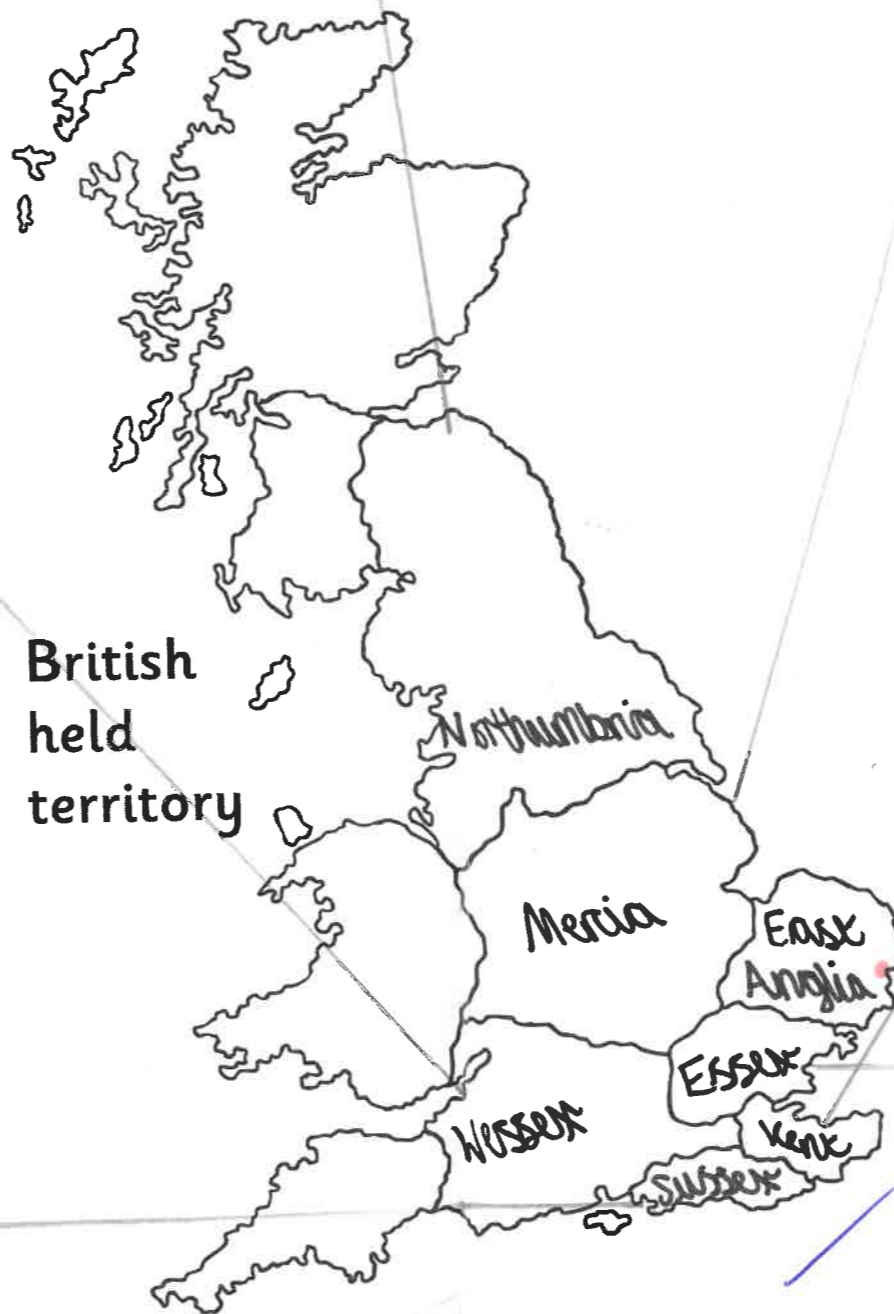 British
held
territory
Northumbria
Mercia
East
Anglia
Essex
Wessex
Kent
Sussex